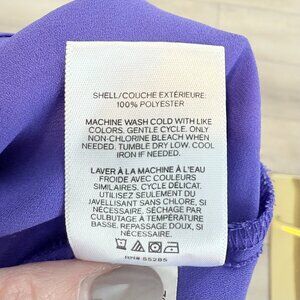 SHELL/COUCHE EXTÉRIEURE:
100% POLYESTER
MACHINE WASH COLD WITH LIKE
COLORS. GENTLE CYCLE. ONLY
NON-CHLORINE BLEACH WHEN
NEEDED. TUMBLE DRY LOW. COOL
IRON IF NEEDED.
LAVER À LA MACHINE À L'EAU
FROIDE AVEC COULEURS
SIMILAIRES. CYCLE DÉLICAT.
UTILISEZ SEULEMENT DU
JAVELLISANT SANS CHLORE, SI
NÉCESSAIRE. SÉCHAGE PAR
CULBUTAGE À TEMPÉRATURE
BASSE. REPASSAGE DOUX, SI
NÉCESSAIRE.
RN# 55285